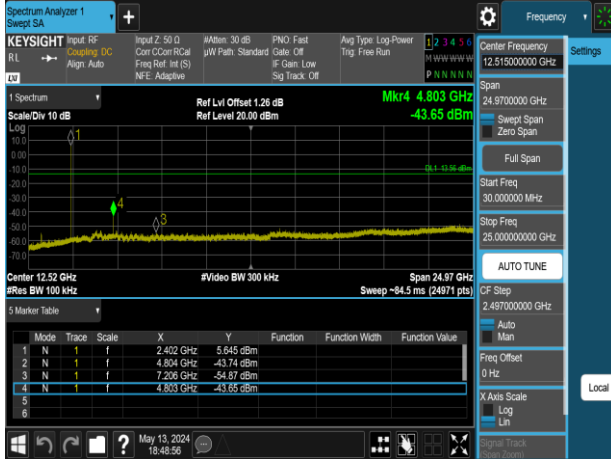 Spectrum Analyzer 1
Swept SA
+
Frequency
KEYSIGHT
RL
Input: RF
Coupling: DC
Align: Auto
Input Z: 50 Ω
Corr CCorr RCal
Freq Ref: Int (S)
NFE: Adaptive
#Atten: 30 dB
µW Path: Standard
PNO: Fast
Gate: Off
IF Gain: Low
Sig Track: Off
Avg Type: Log-Power
Trig: Free Run
1 2 3 4 5 6
M W W W W W
P N N N N N
LXI
1 Spectrum
Scale/Div 10 dB
Ref Lvl Offset 1.26 dB
Ref Level 20.00 dBm
Mkr4 4.803 GHz
-43.65 dBm
Log
10.0
0.00
-10.0
-20.0
-30.0
-40.0
-50.0
-60.0
-70.0
1
4
3
DL1 -13.56 dBm
Center 12.52 GHz
#Res BW 100 kHz
#Video BW 300 kHz
Span 24.97 GHz
Sweep ~84.5 ms (24971 pts)
5 Marker Table
Mode Trace Scale X Y Function Function Width Function Value
1 N 1 f 2.402 GHz 5.645 dBm
2 N 1 f 4.804 GHz -43.74 dBm
3 N 1 f 7.206 GHz -54.87 dBm
4 N 1 f 4.803 GHz -43.65 dBm
5
6
?
May 13, 2024
18:48:56
Center Frequency
12.515000000 GHz
Span
24.9700000 GHz
Swept Span
Zero Span
Full Span
Start Freq
30.000000 MHz
Stop Freq
25.000000000 GHz
AUTO TUNE
CF Step
2.497000000 GHz
Auto
Man
Freq Offset
0 Hz
X Axis Scale
Log
Lin
Signal Track
(Span Zoom)
Settings
Local